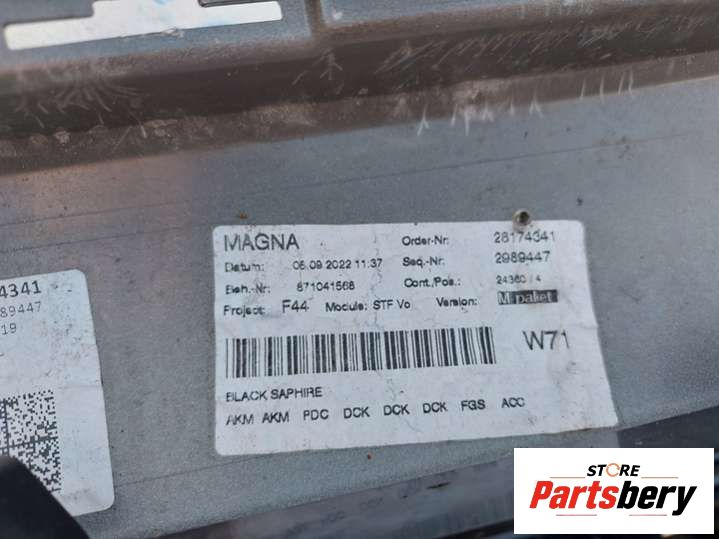 MAGNA Order-Nr: 28174341
Datum: 06.09.2022 11:37 Seq.-Nr: 2989447
Beh.-Nr: 871041568 Cont./Pos.: 24360 / 4
Project: F44 Module: STF Vo Version: M paket
W71
BLACK SAPHIRE
AKM AKM PDC DCK DCK DCK FGS ACC
4341
89447
19
STORE
Partsbery